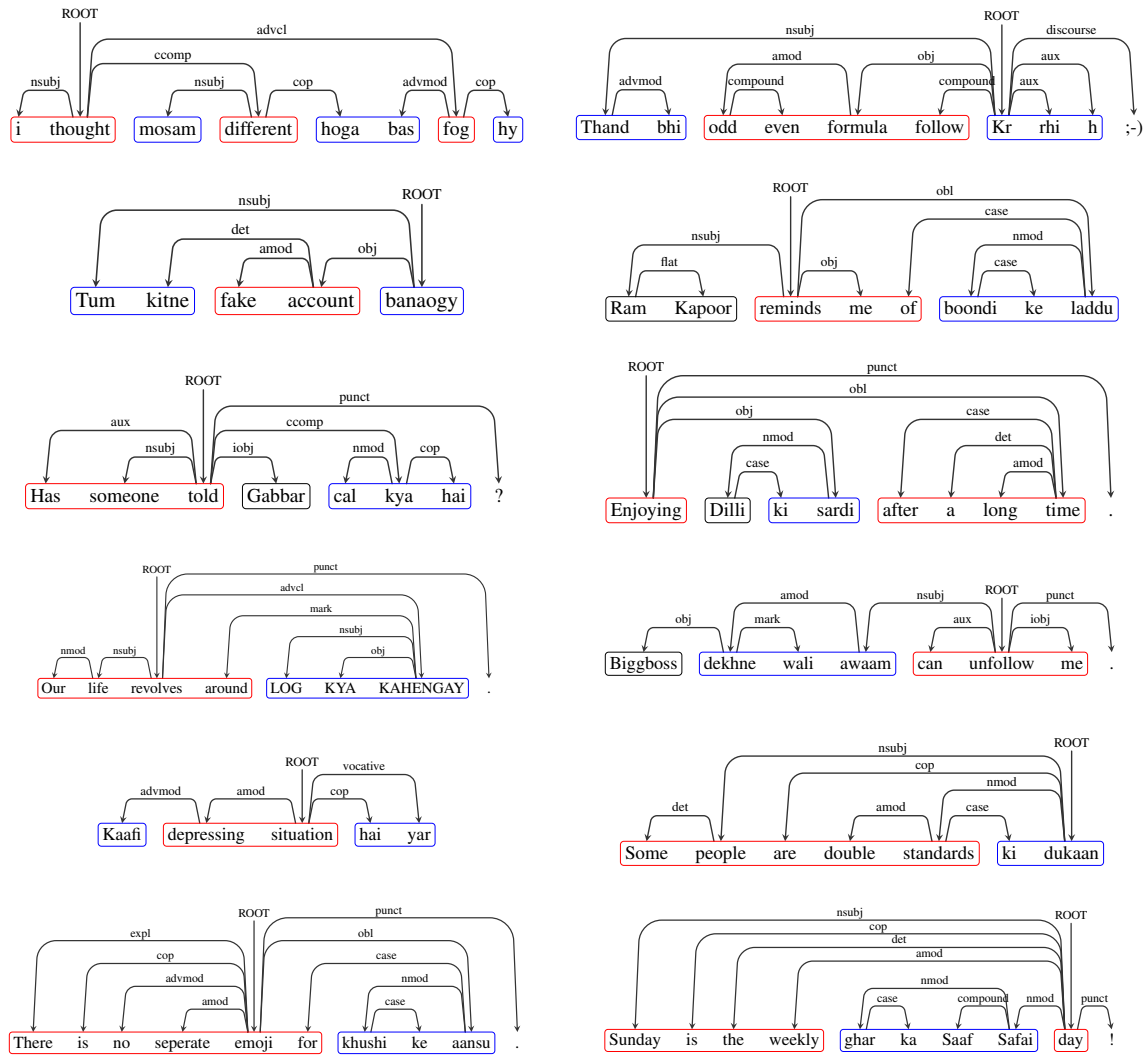 ROOT
advcl
ccomp
nsubj nsubj cop advmod cop
i thought mosam different hoga bas fog hy
ROOT
nsubj discourse
amod obj aux
advmod compound compound aux
Thand bhi odd even formula follow Kr rhi h ;-)
ROOT
nsubj
det
amod obj
Tum kitne fake account banaogy
ROOT
obl
case
nsubj nmod
flat obj case
Ram Kapoor reminds me of boondi ke laddu
ROOT
punct
aux ccomp
nsubj iobj nmod cop
Has someone told Gabbar cal kya hai ?
ROOT
punct
obl
obj case
nmod det
case amod
Enjoying Dilli ki sardi after a long time .
ROOT
punct
advcl
mark
nsubj
nmod nsubj obj
Our life revolves around LOG KYA KAHENGAY .
ROOT
amod nsubj punct
obj mark aux iobj
Biggboss dekhne wali awaam can unfollow me .
ROOT
vocative
advmod amod cop
Kaafi depressing situation hai yar
ROOT
nsubj
cop
nmod
det amod case
Some people are double standards ki dukaan
ROOT
punct
expl obl
cop case
advmod nmod
amod case
There is no seperate emoji for khushi ke aansu .
ROOT
nsubj
cop
det
amod
nmod
case compound nmod punct
Sunday is the weekly ghar ka Saaf Safai day !